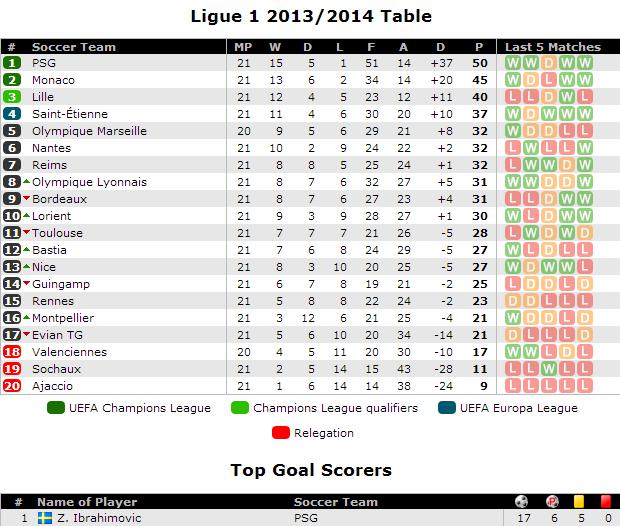 Ligue 1 2013/2014 Table
# Soccer Team MP W D L F A D P Last 5 Matches
1 PSG 21 15 5 1 51 14 +37 50 W W D W W
2 Monaco 21 13 6 2 34 14 +20 45 W D L W W
3 Lille 21 12 4 5 23 12 +11 40 L L D W L
4 Saint-Étienne 21 11 4 6 30 20 +10 37 W D W W W
5 Olympique Marseille 20 9 5 6 29 21 +8 32 W W D L L
6 Nantes 21 10 2 9 24 22 +2 32 L W L L W
7 Reims 21 8 8 5 25 24 +1 32 L W W D W
8 Olympique Lyonnais 21 8 7 6 32 27 +5 31 W W D D W
9 Bordeaux 21 8 7 6 27 23 +4 31 L L D W W
10 Lorient 21 9 3 9 28 27 +1 30 W L D W W
11 Toulouse 21 7 7 7 21 26 -5 28 L W D W D
12 Bastia 21 7 6 8 24 29 -5 27 W L D L L
13 Nice 21 8 3 10 20 25 -5 27 W D W W L
14 Guingamp 21 6 7 8 19 21 -2 25 L D D L D
15 Rennes 21 5 8 8 22 24 -2 23 D D L L L
16 Montpellier 21 3 12 6 21 25 -4 21 W D L D W
17 Evian TG 21 5 6 10 20 34 -14 21 D L L L D
18 Valenciennes 20 4 5 11 20 30 -10 17 W W L D L
19 Sochaux 21 2 5 14 15 43 -28 11 L L W L L
20 Ajaccio 21 1 6 14 14 38 -24 9 L L L L L
UEFA Champions League Champions League qualifiers UEFA Europa League
Relegation
Top Goal Scorers
# Name of Player Soccer Team
1 Z. Ibrahimovic PSG 17 6 5 0